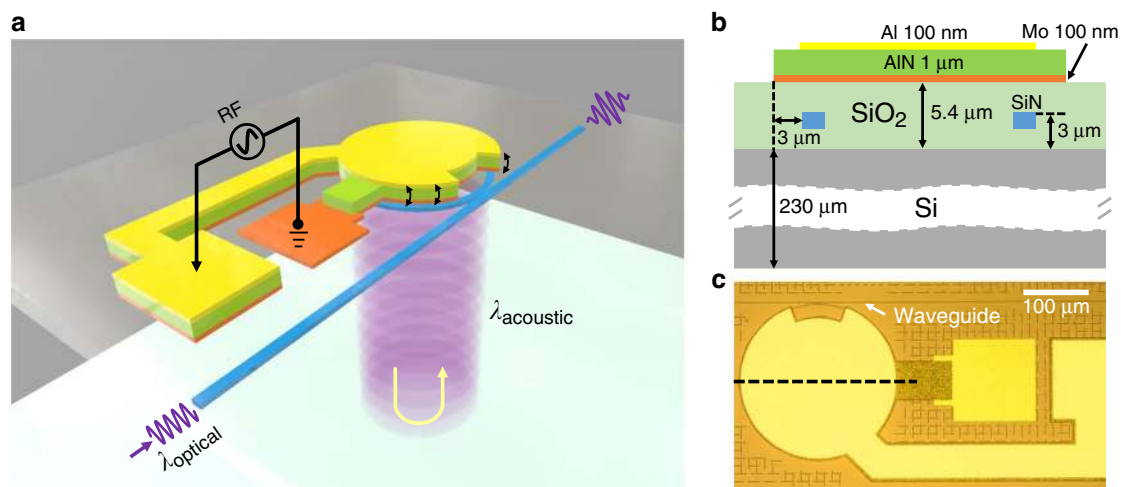 a
RF
λacoustic
λoptical
b
Al 100 nm
Mo 100 nm
AlN 1 μm
SiO2
5.4 μm
SiN
3 μm
3 μm
230 μm
Si
c
100 μm
Waveguide